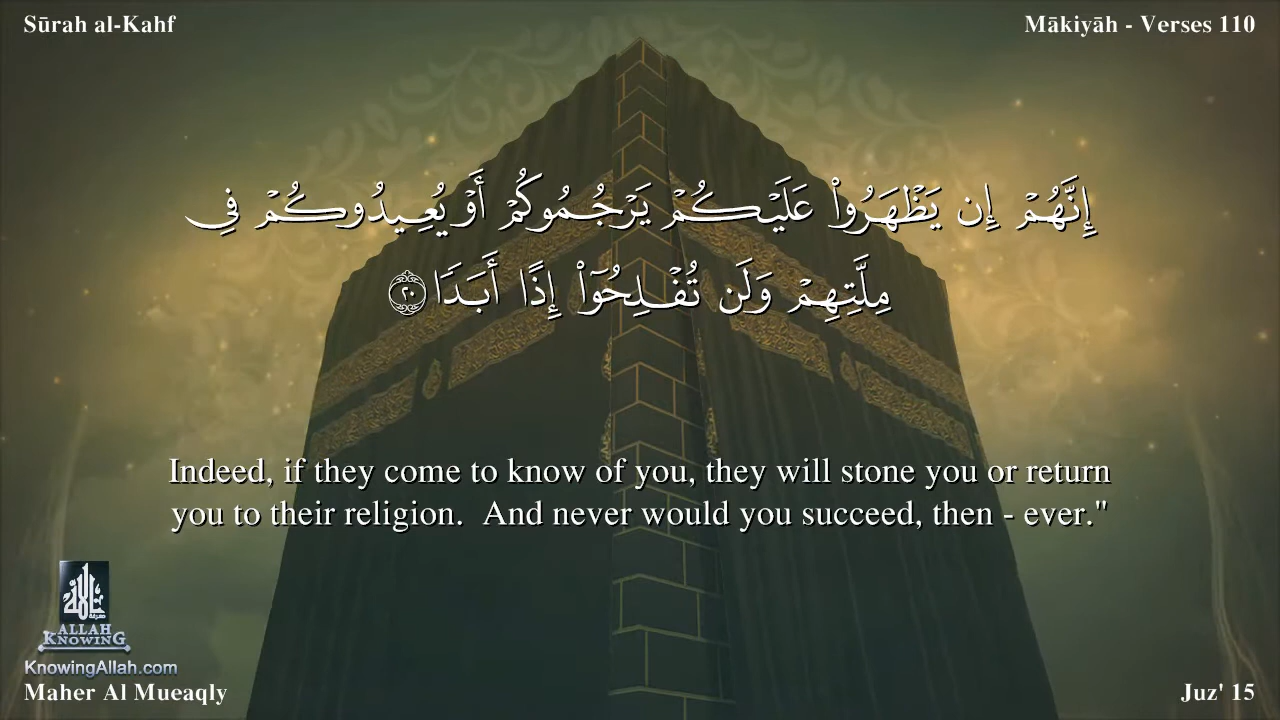 Sūrah al-Kahf
Mākiyāh - Verses 110
إِنَّهُمْ إِن يَظْهَرُوا۟ عَلَيْكُمْ يَرْجُمُوكُمْ أَوْ يُعِيدُوكُمْ فِى
مِلَّتِهِمْ وَلَن تُفْلِحُوٓا۟ إِذًا أَبَدًا ٢٠
Indeed, if they come to know of you, they will stone you or return
you to their religion.  And never would you succeed, then - ever."
ALLAH
KNOWING
KnowingAllah.com
Maher Al Mueaqly
Juz' 15